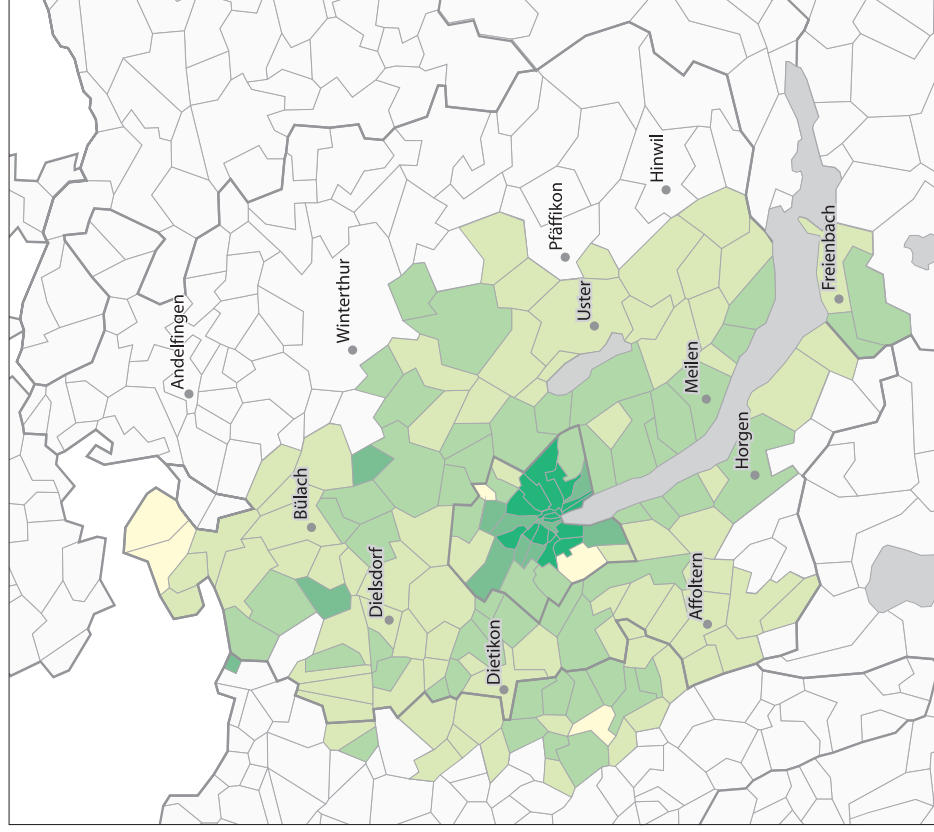 Andelfingen
Winterthur
Bülach
Dielsdorf
Dietikon
Pfäffikon
Uster
Hinwil
Meilen
Horgen
Freienbach
Affoltern